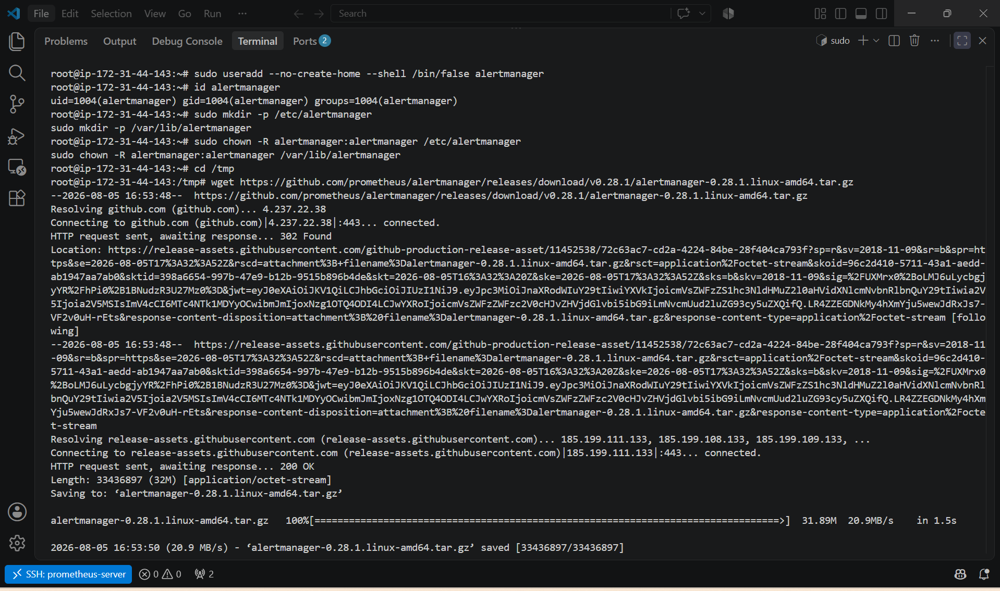 File Edit Selection View Go Run ··· Search
Problems Output Debug Console Terminal Ports 2 sudo
root@ip-172-31-44-143:~# sudo useradd --no-create-home --shell /bin/false alertmanager
root@ip-172-31-44-143:~# id alertmanager
uid=1004(alertmanager) gid=1004(alertmanager) groups=1004(alertmanager)
root@ip-172-31-44-143:~# sudo mkdir -p /etc/alertmanager
sudo mkdir -p /var/lib/alertmanager
root@ip-172-31-44-143:~# sudo chown -R alertmanager:alertmanager /etc/alertmanager
sudo chown -R alertmanager:alertmanager /var/lib/alertmanager
root@ip-172-31-44-143:~# cd /tmp
root@ip-172-31-44-143:/tmp# wget https://github.com/prometheus/alertmanager/releases/download/v0.28.1/alertmanager-0.28.1.linux-amd64.tar.gz
--2026-08-05 16:53:48--  https://github.com/prometheus/alertmanager/releases/download/v0.28.1/alertmanager-0.28.1.linux-amd64.tar.gz
Resolving github.com (github.com)... 4.237.22.38
Connecting to github.com (github.com)|4.237.22.38|:443... connected.
HTTP request sent, awaiting response... 302 Found
Location: https://release-assets.githubusercontent.com/github-production-release-asset/11452538/72c63ac7-cd2a-4224-84be-28f404ca793f?sp=r&sv=2018-11-09&sr=b&spr=ht
tps&se=2026-08-05T17%3A32%3A52Z&rscd=attachment%3B+filename%3Dalertmanager-0.28.1.linux-amd64.tar.gz&rsct=application%2Foctet-stream&skoid=96c2d410-5711-43a1-aedd-
ab1947aa7ab0&sktid=398a6654-997b-47e9-b12b-9515b896b4de&skt=2026-08-05T16%3A32%3A20Z&ske=2026-08-05T17%3A32%3A52Z&sks=b&skv=2018-11-09&sig=%2FUXMrx0%2BoLMJ6uLycbgj
yYR%2FhPi0%2B1BNudzR3U27Mz0%3D&jwt=eyJ0eXAiOiJKV1QiLCJhbGciOiJIUzI1NiJ9.eyJpc3MiOiJnaXRodWIuY29tIiwiYXVkIjoicmVsZWFzZS1hc3NldHMuZ2l0aHVidXNlcmNvbnRlbnQuY29tIiwia2V
5Ijoia2V5MSIsImV4cCI6MTc4NTk1MDYyOCwibmJmIjoxNzg1OTQ4ODI4LCJwYXRoIjoicmVsZWFzZWFzc2V0cHJvZHVjdGlvbi5ibG9iLmNvcmUud2luZG93cy5uZXQifQ.LR4ZZEGDNkMy4hXmYju5wewJdRxJs7-
VF2v0uH-rEts&response-content-disposition=attachment%3B%20filename%3Dalertmanager-0.28.1.linux-amd64.tar.gz&response-content-type=application%2Foctet-stream [follo
wing]
--2026-08-05 16:53:48--  https://release-assets.githubusercontent.com/github-production-release-asset/11452538/72c63ac7-cd2a-4224-84be-28f404ca793f?sp=r&sv=2018-11
-09&sr=b&spr=https&se=2026-08-05T17%3A32%3A52Z&rscd=attachment%3B+filename%3Dalertmanager-0.28.1.linux-amd64.tar.gz&rsct=application%2Foctet-stream&skoid=96c2d410-
5711-43a1-aedd-ab1947aa7ab0&sktid=398a6654-997b-47e9-b12b-9515b896b4de&skt=2026-08-05T16%3A32%3A20Z&ske=2026-08-05T17%3A32%3A52Z&sks=b&skv=2018-11-09&sig=%2FUXMrx0
%2BoLMJ6uLycbgjyYR%2FhPi0%2B1BNudzR3U27Mz0%3D&jwt=eyJ0eXAiOiJKV1QiLCJhbGciOiJIUzI1NiJ9.eyJpc3MiOiJnaXRodWIuY29tIiwiYXVkIjoicmVsZWFzZS1hc3NldHMuZ2l0aHVidXNlcmNvbnRl
bnQuY29tIiwia2V5Ijoia2V5MSIsImV4cCI6MTc4NTk1MDYyOCwibmJmIjoxNzg1OTQ4ODI4LCJwYXRoIjoicmVsZWFzZWFzc2V0cHJvZHVjdGlvbi5ibG9iLmNvcmUud2luZG93cy5uZXQifQ.LR4ZZEGDNkMy4hXm
Yju5wewJdRxJs7-VF2v0uH-rEts&response-content-disposition=attachment%3B%20filename%3Dalertmanager-0.28.1.linux-amd64.tar.gz&response-content-type=application%2Focte
t-stream
Resolving release-assets.githubusercontent.com (release-assets.githubusercontent.com)... 185.199.111.133, 185.199.108.133, 185.199.109.133, ...
Connecting to release-assets.githubusercontent.com (release-assets.githubusercontent.com)|185.199.111.133|:443... connected.
HTTP request sent, awaiting response... 200 OK
Length: 33436897 (32M) [application/octet-stream]
Saving to: ‘alertmanager-0.28.1.linux-amd64.tar.gz’
alertmanager-0.28.1.linux-amd64.tar.gz   100%[=================================================================================>]  31.89M  20.9MB/s    in 1.5s
2026-08-05 16:53:50 (20.9 MB/s) - ‘alertmanager-0.28.1.linux-amd64.tar.gz’ saved [33436897/33436897]
SSH: prometheus-server 0 0 2